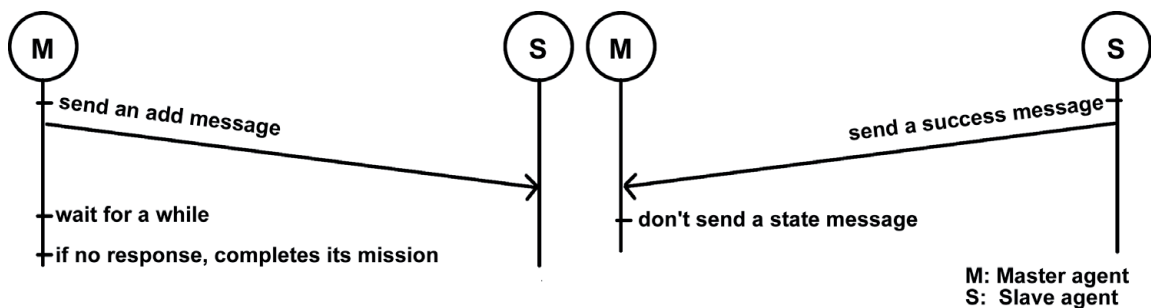 M
S
send an add message
wait for a while
if no response, completes its mission
M
S
send a success message
don't send a state message
M: Master agent
S: Slave agent